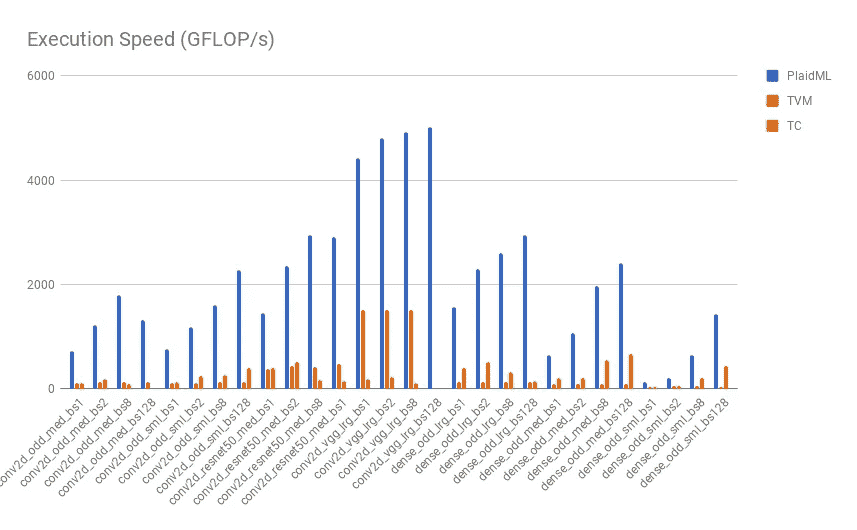 Execution Speed (GFLOP/s)
PlaidML
TVM
TC
6000
4000
2000
0
conv2d_odd_med_bs1
conv2d_odd_med_bs2
conv2d_odd_med_bs8
conv2d_odd_med_bs128
conv2d_odd_sml_bs1
conv2d_odd_sml_bs2
conv2d_odd_sml_bs8
conv2d_odd_sml_bs128
conv2d_resnet50_med_bs1
conv2d_resnet50_med_bs2
conv2d_resnet50_med_bs8
conv2d_resnet50_med_bs1
conv2d_vgg_lrg_bs1
conv2d_vgg_lrg_bs2
conv2d_vgg_lrg_bs8
conv2d_vgg_lrg_bs128
dense_odd_lrg_bs1
dense_odd_lrg_bs2
dense_odd_lrg_bs8
dense_odd_lrg_bs128
dense_odd_med_bs1
dense_odd_med_bs2
dense_odd_med_bs8
dense_odd_med_bs128
dense_odd_sml_bs1
dense_odd_sml_bs2
dense_odd_sml_bs8
dense_odd_sml_bs128